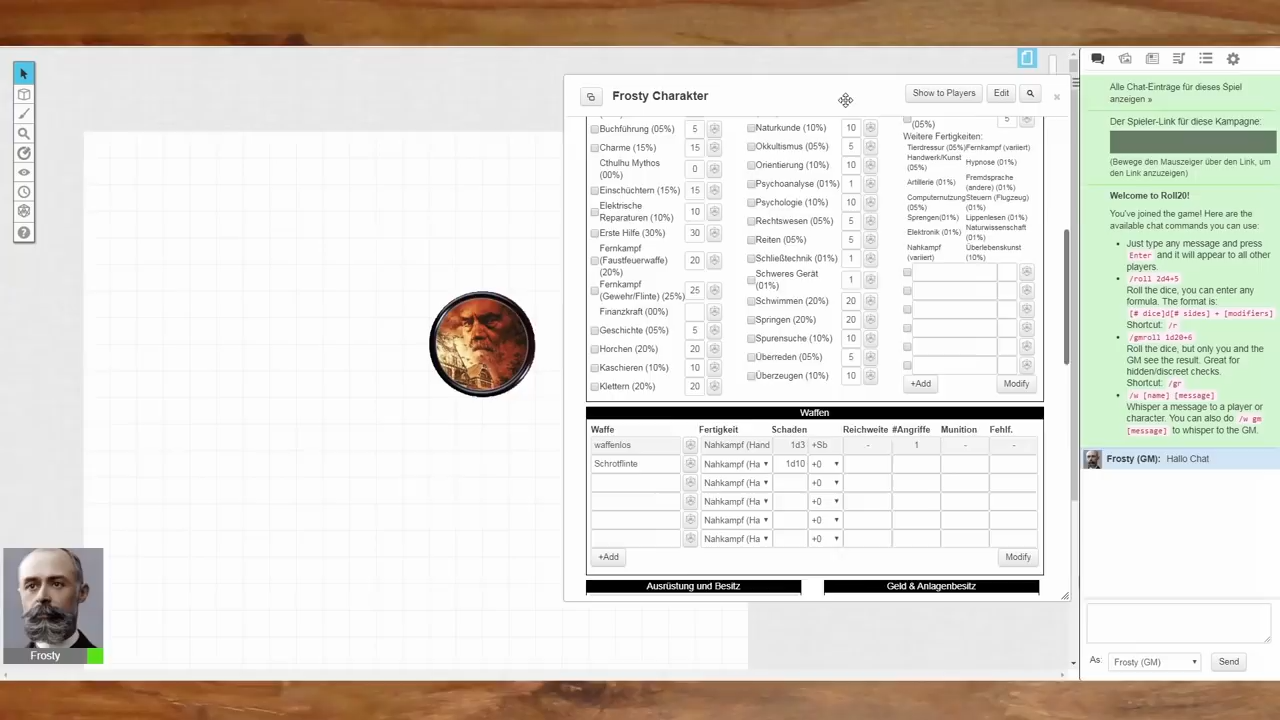 Frosty Charakter
Show to Players
Edit
Buchführung (05%) 5
Charme (15%) 15
Cthulhu Mythos
(00%) 0
Einschüchtern (15%) 15
Elektrische
Reparaturen (10%) 10
Erste Hilfe (30%) 30
Fernkampf
(Faustfeuerwaffe) 20
(20%)
Fernkampf
(Gewehr/Flinte) (25%) 25
Finanzkraft (00%)
Geschichte (05%) 5
Horchen (20%) 20
Kaschieren (10%) 10
Klettern (20%) 20
Naturkunde (10%) 10
Okkultismus (05%) 5
Orientierung (10%) 10
Psychoanalyse (01%) 1
Psychologie (10%) 10
Rechtswesen (05%) 5
Reiten (05%) 5
Schließtechnik (01%) 1
Schweres Gerät
(01%) 1
Schwimmen (20%) 20
Springen (20%) 20
Spurensuche (10%) 10
Überreden (05%) 5
Überzeugen (10%) 10
(05%) 5
Weitere Fertigkeiten:
Tierdressur (05%)
Handwerk/Kunst
(05%)
Artillerie (01%)
Computernutzung
(05%)
Sprengen(01%)
Elektronik (01%)
Nahkampf
(variiert)
Fernkampf (variiert)
Hypnose (01%)
Fremdsprache
(andere) (01%)
Steuern (Flugzeug)
(01%)
Lippenlesen (01%)
Naturwissenschaft
(01%)
Überlebenskunst
(10%)
+Add
Modify
Waffen
Waffe Fertigkeit Schaden Reichweite #Angriffe Munition Fehlf.
waffenlos Nahkampf (Hand 1d3 +Sb - 1 - -
Schrotflinte Nahkampf (Ha 1d10 +0
Nahkampf (Ha +0
Nahkampf (Ha +0
Nahkampf (Ha +0
Nahkampf (Ha +0
+Add
Modify
Ausrüstung und Besitz
Geld & Anlagenbesitz
Frosty
Alle Chat-Einträge für dieses Spiel
anzeigen »
Der Spieler-Link für diese Kampagne:
(Bewege den Mauszeiger über den Link, um
den Link anzuzeigen)
Welcome to Roll20!
You've joined the game! Here are the
available chat commands you can use:
Just type any message and press
Enter and it will appear to all other
players.
/roll 2d4+5
Roll the dice, you can enter any
formula. The format is:
[# dice]d[# sides] + [modifiers]
Shortcut: /r
/gmroll 1d20+6
Roll the dice, but only you and the
GM see the result. Great for
hidden/discreet checks.
Shortcut: /gr
/w [name] [message]
Whisper a message to a player or
character. You can also do /w gm
[message] to whisper to the GM.
Frosty (GM): Hallo Chat
As: Frosty (GM)
Send